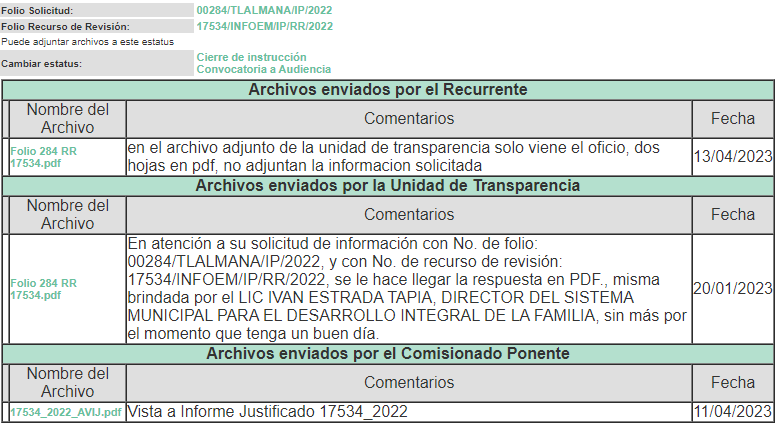 Folio Solicitud: 00284/TLALMANA/IP/2022
Folio Recurso de Revisión: 17534/INFOEM/IP/RR/2022
Puede adjuntar archivos a este estatus
Cambiar estatus: Cierre de instrucción
Convocatoria a Audiencia
Archivos enviados por el Recurrente
Nombre del Archivo Comentarios Fecha
Folio 284 RR 17534.pdf
en el archivo adjunto de la unidad de transparencia solo viene el oficio, dos
hojas en pdf, no adjuntan la informacion solicitada
13/04/2023
Archivos enviados por la Unidad de Transparencia
Nombre del Archivo Comentarios Fecha
Folio 284 RR 17534.pdf
En atención a su solicitud de información con No. de folio:
00284/TLALMANA/IP/2022, y con No. de recurso de revisión:
17534/INFOEM/IP/RR/2022, se le hace llegar la respuesta en PDF., misma
brindada por el LIC IVAN ESTRADA TAPIA, DIRECTOR DEL SISTEMA
MUNICIPAL PARA EL DESARROLLO INTEGRAL DE LA FAMILIA, sin más por
el momento que tenga un buen día.
20/01/2023
Archivos enviados por el Comisionado Ponente
Nombre del Archivo Comentarios Fecha
17534_2022_AVIJ.pdf Vista a Informe Justificado 17534_2022 11/04/2023